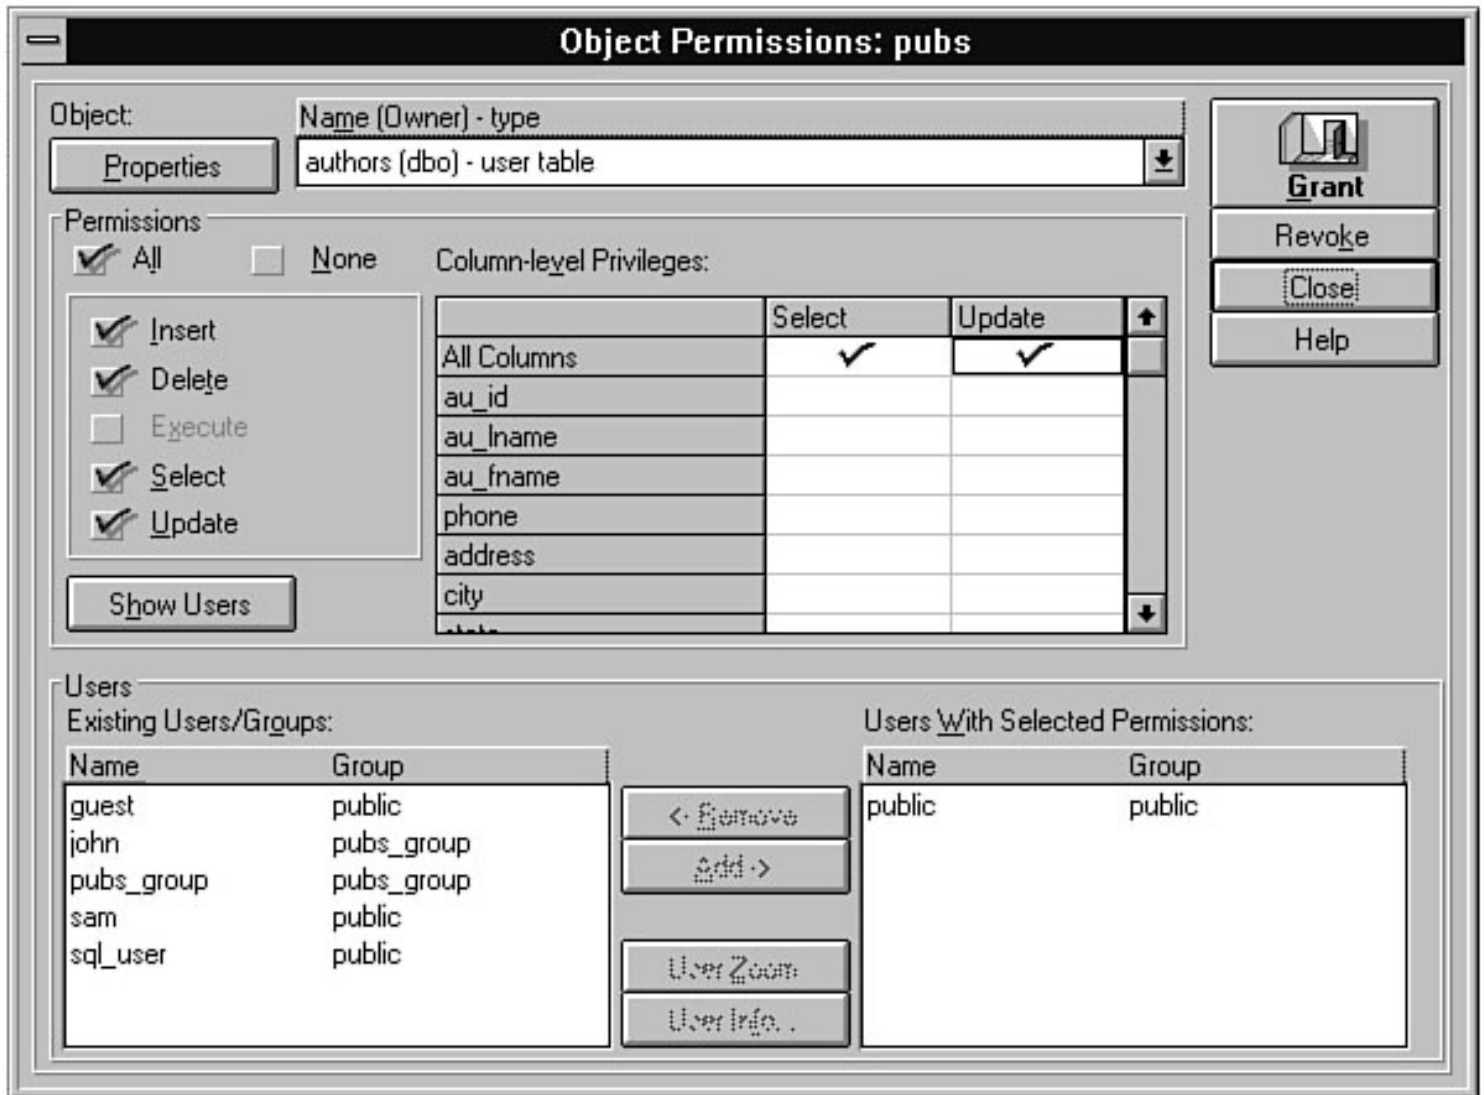 Object Permissions: pubs
Object:
Name (Owner) - type
Properties
authors (dbo) - user table
Grant
Revoke
Close
Help
Permissions
All
None
Column-level Privileges:
Insert
Delete
Execute
Select
Update
Show Users
Select Update
All Columns
au_id
au_lname
au_fname
phone
address
city
Users
Existing Users/Groups:
Name Group
guest public
john pubs_group
pubs_group pubs_group
sam public
sql_user public
<- Remove
Add ->
User Zoom
User Info..
Users With Selected Permissions:
Name Group
public public